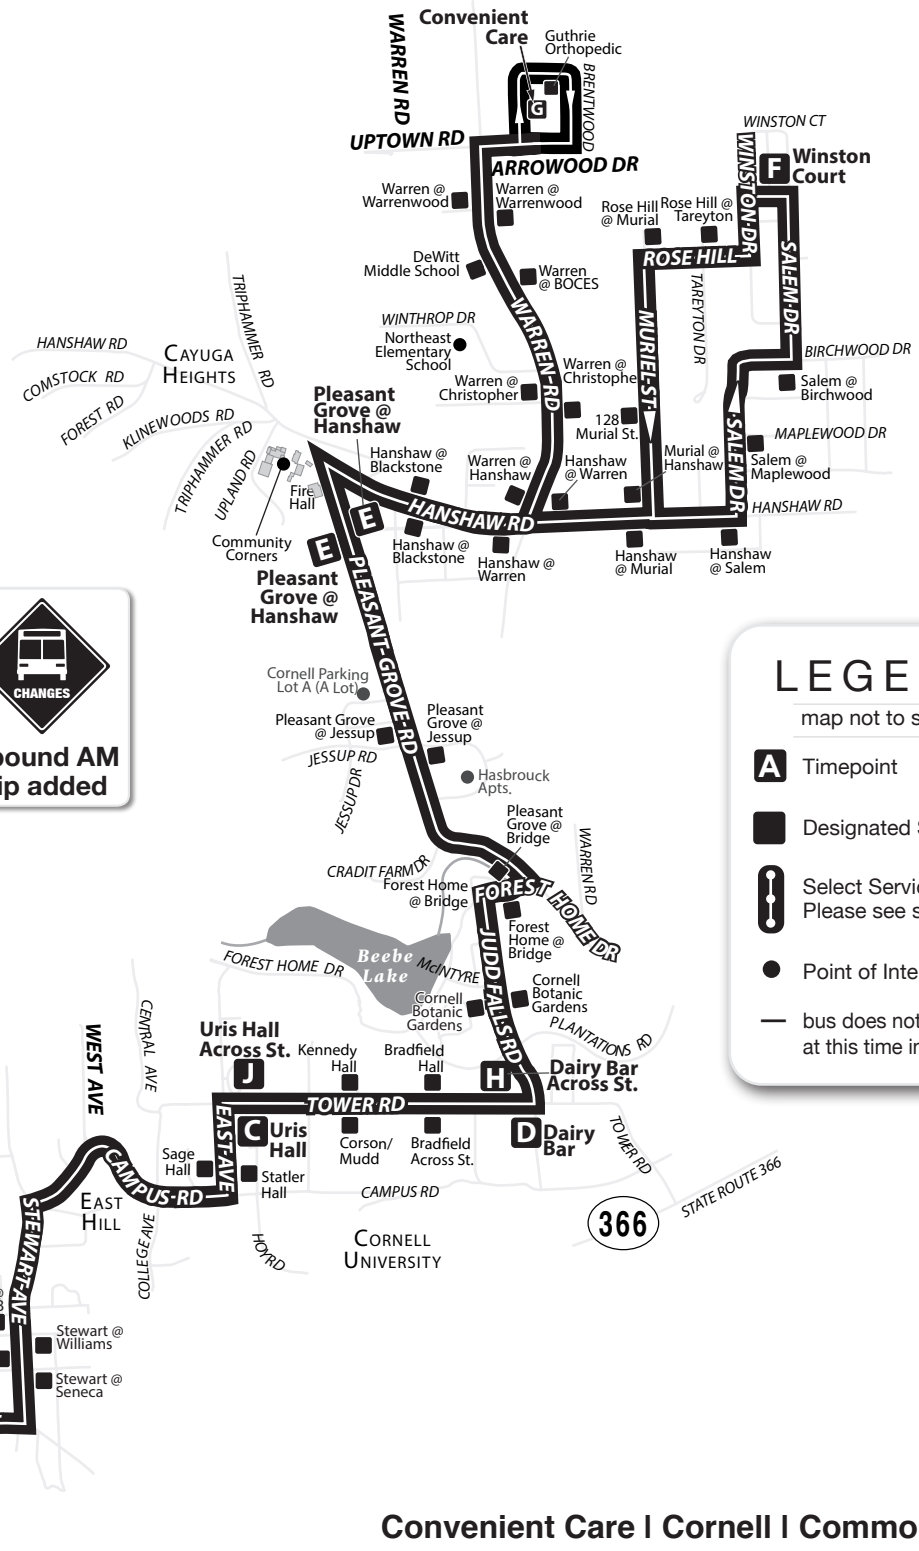 Convenient
Care
Guthrie
Orthopedic
WARREN RD
BRENTWOOD
G
UPTOWN RD
ARROWOOD DR
WINSTON CT
WINSTON DR
F
Winston
Court
Warren @
Warrenwood
Warren @
Warrenwood
Rose Hill
@ Murial
Rose Hill @
Tareyton
ROSE HILL
SALEM DR
DeWitt
Middle School
Warren
@ BOCES
TRIPHAMMER RD
TAREYTON DR
WINTHROP DR
WARREN RD
MURIEL ST
Northeast
Elementary
School
HANSHAW RD
CAYUGA
HEIGHTS
BIRCHWOOD DR
COMSTOCK RD
Warren @
Christopher
Warren @
Christophe
Salem @
Birchwood
FOREST RD
KLINEWOODS RD
Pleasant
Grove @
Hanshaw
128
Murial St.
SALEM DR
MAPLEWOOD DR
TRIPHAMMER RD
UPLAND RD
Hanshaw @
Blackstone
Warren @
Hanshaw
Hanshaw
@ Warren
Murial @
Hanshaw
Salem @
Maplewood
Fire
Hall
E
HANSHAW RD
HANSHAW RD
Community
Corners
E
Hanshaw @
Blackstone
Hanshaw @
Warren
Hanshaw
@ Murial
Hanshaw
@ Salem
Pleasant
Grove @
Hanshaw
PLEASANT GROVE RD
CHANGES
ound AM
ip added
Cornell Parking
Lot A (A Lot)
Pleasant Grove
@ Jessup
Pleasant
Grove @
Jessup
JESSUP RD
JESSUP DR
Hasbrouck
Apts.
LEGE
map not to s
A
Timepoint
Designated S
Select Servic
Please see s
Point of Inte
bus does not
at this time in
Pleasant
Grove @
Bridge
WARREN RD
CRADIT FARM DR
Forest Home
@ Bridge
FOREST HOME DR
Forest
Home @
Bridge
JUDD FALLS RD
Beebe
Lake
McINTYRE
FOREST HOME DR
Cornell
Botanic
Gardens
Cornell
Botanic
Gardens
PLANTATIONS RD
CENTRAL AVE
WEST AVE
Uris Hall
Across St.
J
Kennedy
Hall
Bradfield
Hall
H
Dairy Bar
Across St.
TOWER RD
EAST AVE
C
Uris
Hall
Corson/
Mudd
Bradfield
Across St.
D
Dairy
Bar
TOWER RD
Sage
Hall
Statler
Hall
CAMPUS RD
CAMPUS RD
STATE ROUTE 366
366
EAST
HILL
COLLEGE AVE
HOY RD
CORNELL
UNIVERSITY
STEWART AVE
Stewart @
Williams
Stewart @
Seneca
Convenient Care | Cornell | Commo